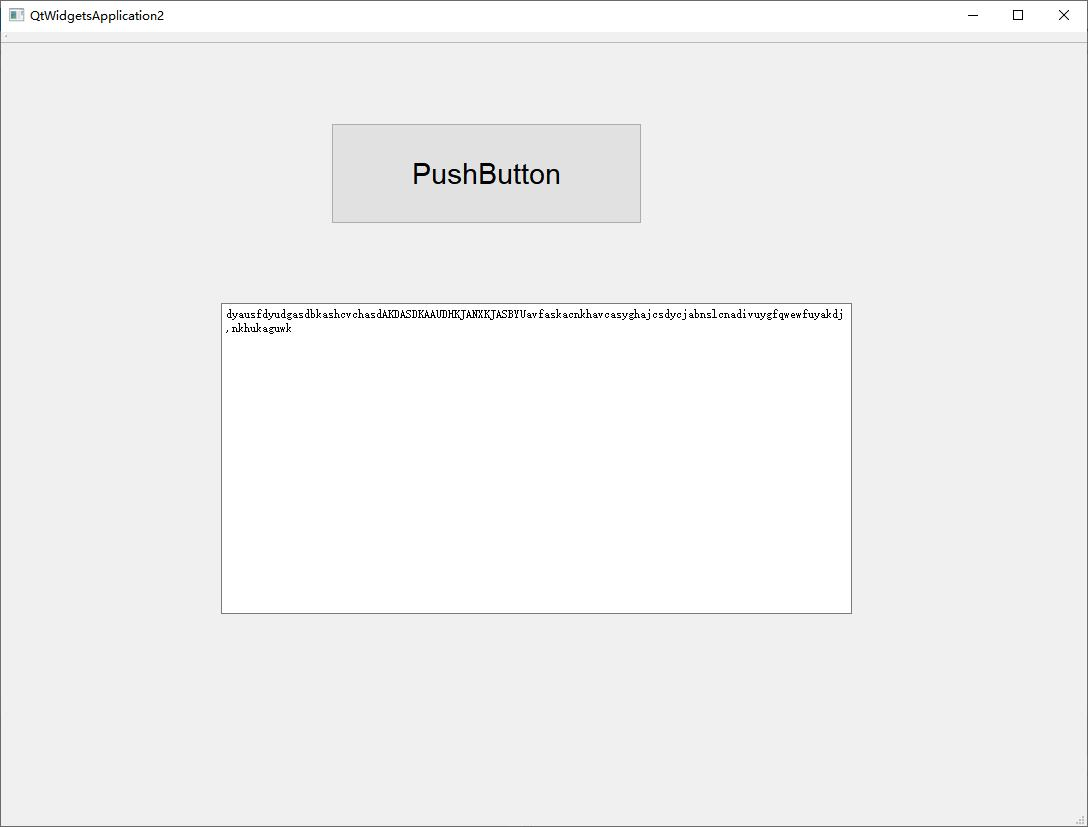 QtWidgetsApplication2
PushButton
dyausfdyudgasdbkashcvchasdAKDASDKAAUDHKJANXKJASBYUavfaskacnkhavcasyghajcsdycjabnslcnadivuygfqwewfuyakdj
,nkhukaguwk